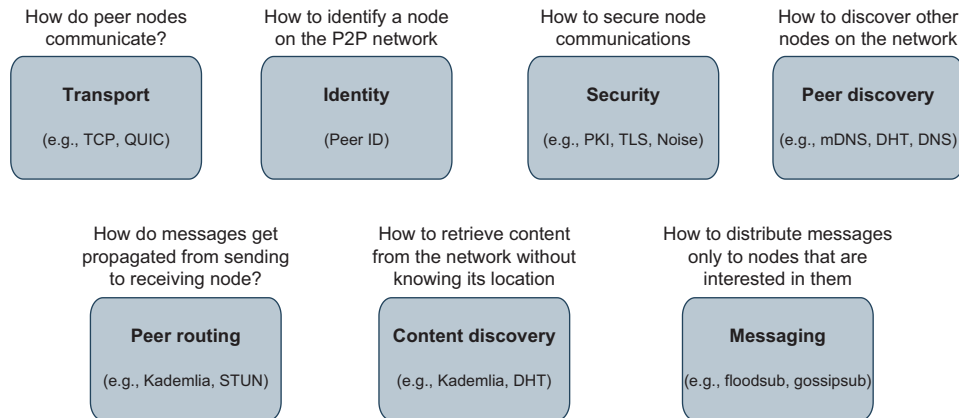 How do peer nodes
communicate?
Transport
(e.g., TCP, QUIC)
How to identify a node
on the P2P network
Identity
(Peer ID)
How to secure node
communications
Security
(e.g., PKI, TLS, Noise)
How to discover other
nodes on the network
Peer discovery
(e.g., mDNS, DHT, DNS)
How do messages get
propagated from sending
to receiving node?
Peer routing
(e.g., Kademlia, STUN)
How to retrieve content
from the network without
knowing its location
Content discovery
(e.g., Kademlia, DHT)
How to distribute messages
only to nodes that are
interested in them
Messaging
(e.g., floodsub, gossipsub)